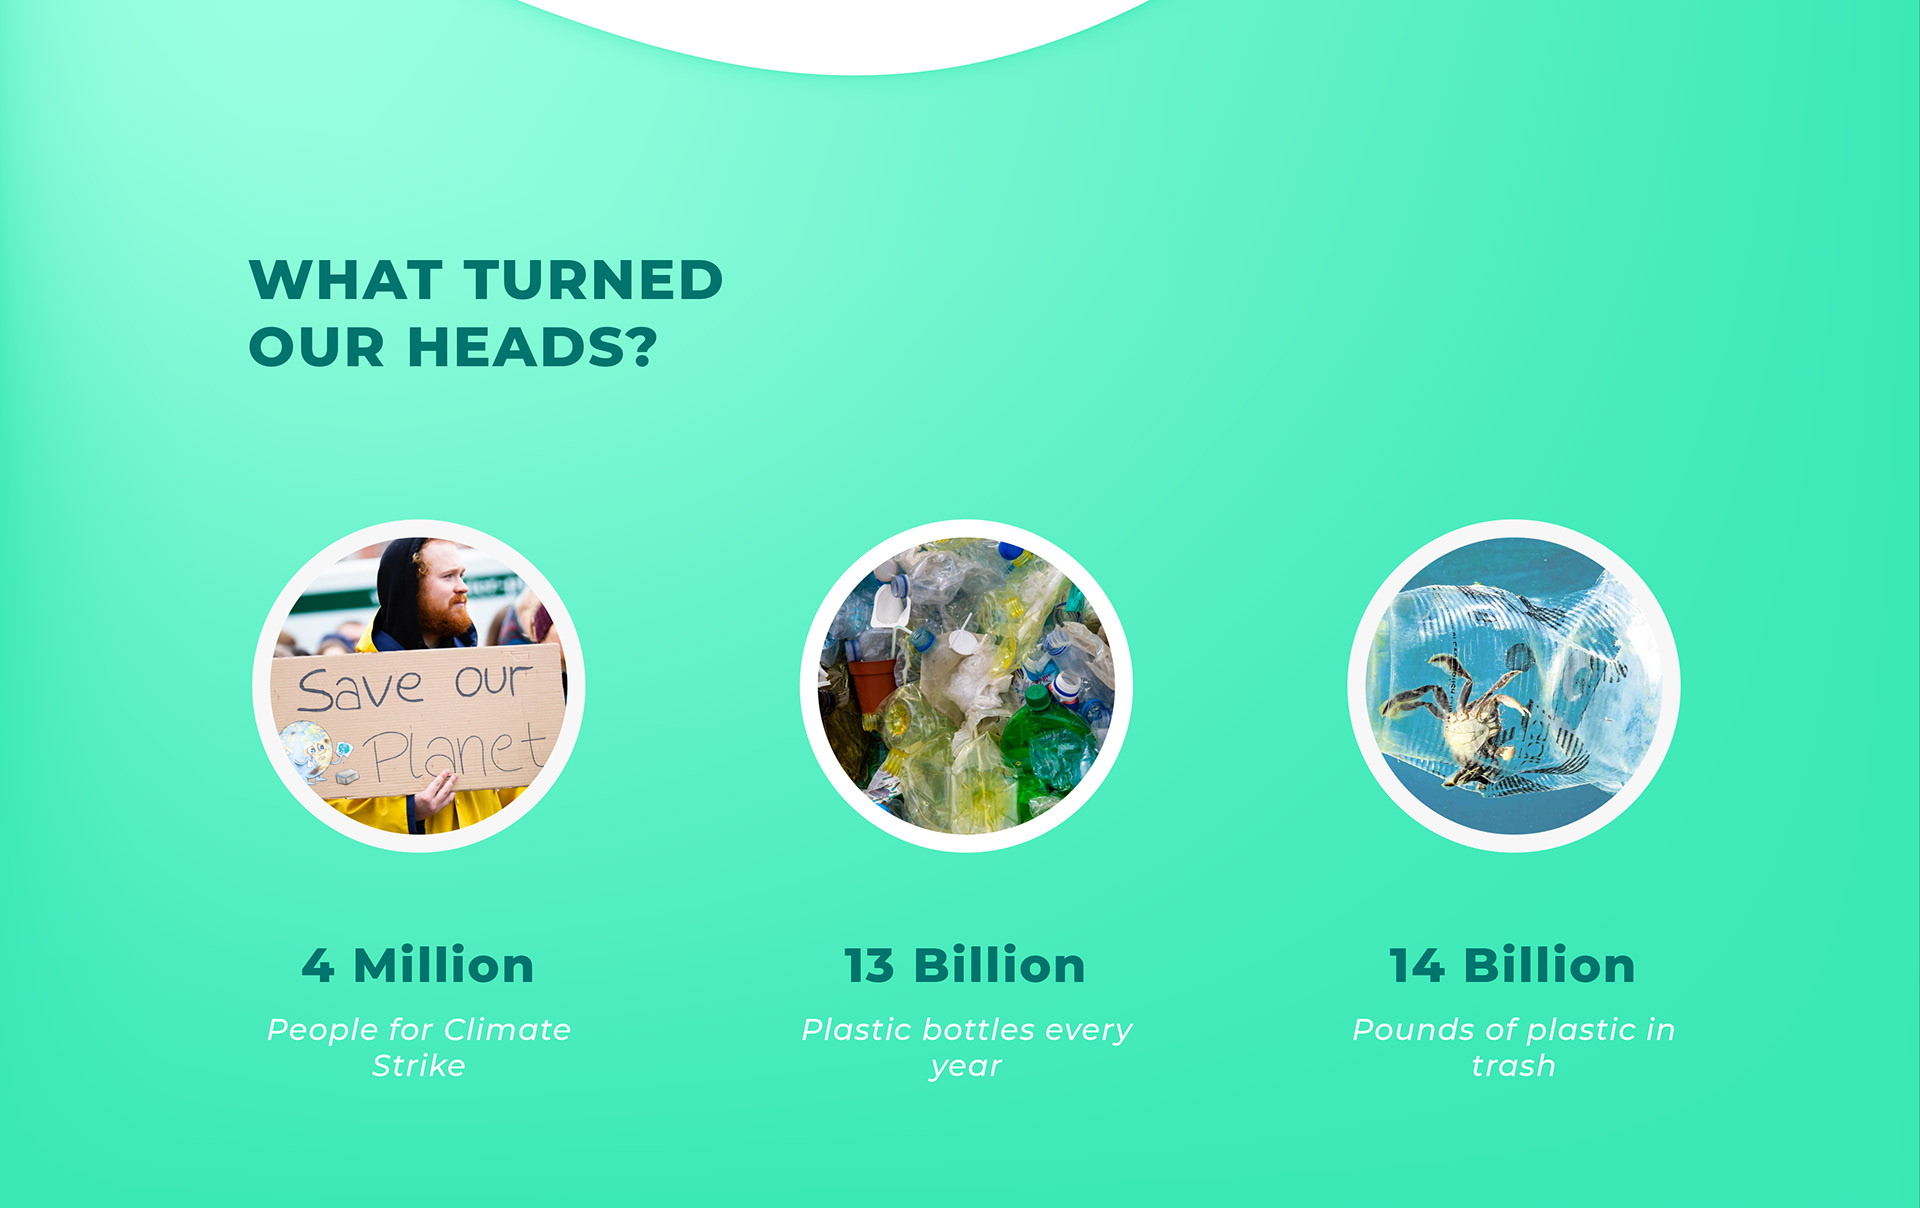 WHAT TURNED
OUR HEADS?
Save our
Planet
4 Million
People for Climate
Strike
13 Billion
Plastic bottles every
year
14 Billion
Pounds of plastic in
trash